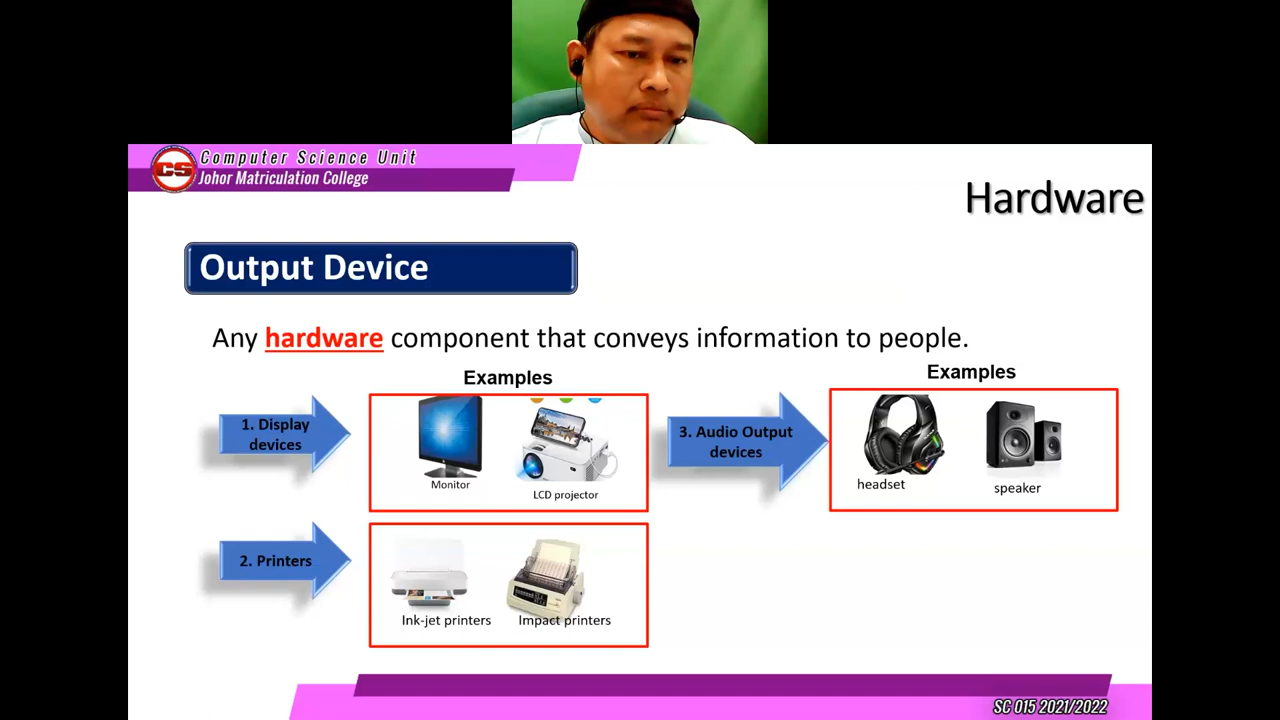 CS
Computer Science Unit
Johor Matriculation College
Hardware
Output Device
Any hardware component that conveys information to people.
Examples
1. Display
devices
Monitor
LCD projector
2. Printers
Ink-jet printers
Impact printers
Examples
3. Audio Output
devices
headset
speaker
SC 015 2021/2022